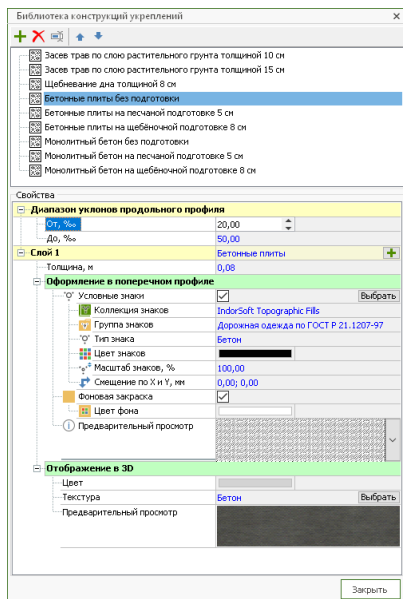 Библиотека конструкций укреплений
Засев трав по слою растительного грунта толщиной 10 см
Засев трав по слою растительного грунта толщиной 15 см
Щебневание дна толщиной 8 см
Бетонные плиты без подготовки
Бетонные плиты на песчаной подготовке 5 см
Бетонные плиты на щебёночной подготовке 8 см
Монолитный бетон без подготовки
Монолитный бетон на песчаной подготовке 5 см
Монолитный бетон на щебёночной подготовке 8 см
Свойства
Диапазон уклонов продольного профиля
От, ‰ 20,00
До, ‰ 50,00
Слой 1 Бетонные плиты
Толщина, м 0,08
Оформление в поперечном профиле
Условные знаки Выбрать
Коллекция знаков IndorSoft Topographic Fills
Группа знаков Дорожная одежда по ГОСТ Р 21.1207-97
Тип знака Бетон
Цвет знаков
Масштаб знаков, % 100,00
Смещение по X и Y, мм 0,00; 0,00
Фоновая закраска
Цвет фона
Предварительный просмотр
Отображение в 3D
Цвет
Текстура Бетон Выбрать
Предварительный просмотр
Закрыть